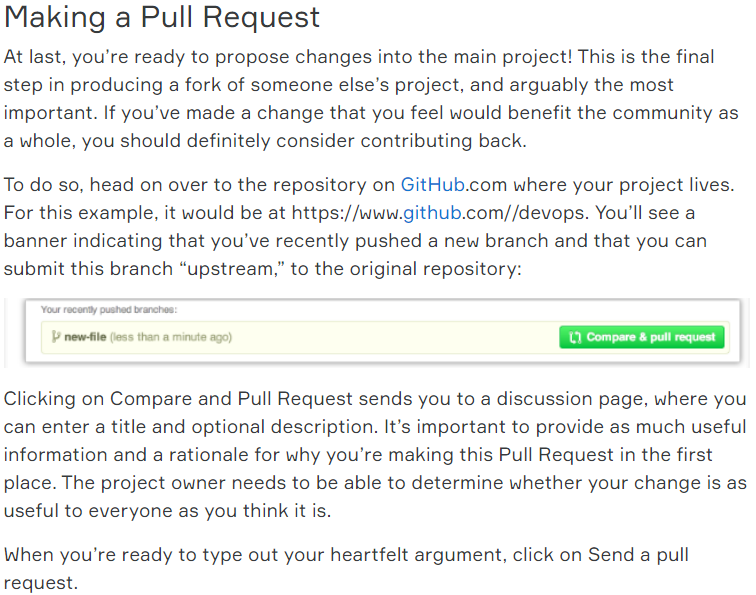 Making a Pull Request
At last, you’re ready to propose changes into the main project! This is the final
step in producing a fork of someone else’s project, and arguably the most
important. If you’ve made a change that you feel would benefit the community as
a whole, you should definitely consider contributing back.
To do so, head on over to the repository on GitHub.com where your project lives.
For this example, it would be at https://www.github.com//devops. You’ll see a
banner indicating that you’ve recently pushed a new branch and that you can
submit this branch “upstream,” to the original repository:
Your recently pushed branches:
new-file (less than a minute ago)
Compare & pull request
Clicking on Compare and Pull Request sends you to a discussion page, where you
can enter a title and optional description. It’s important to provide as much useful
information and a rationale for why you’re making this Pull Request in the first
place. The project owner needs to be able to determine whether your change is as
useful to everyone as you think it is.
When you’re ready to type out your heartfelt argument, click on Send a pull
request.